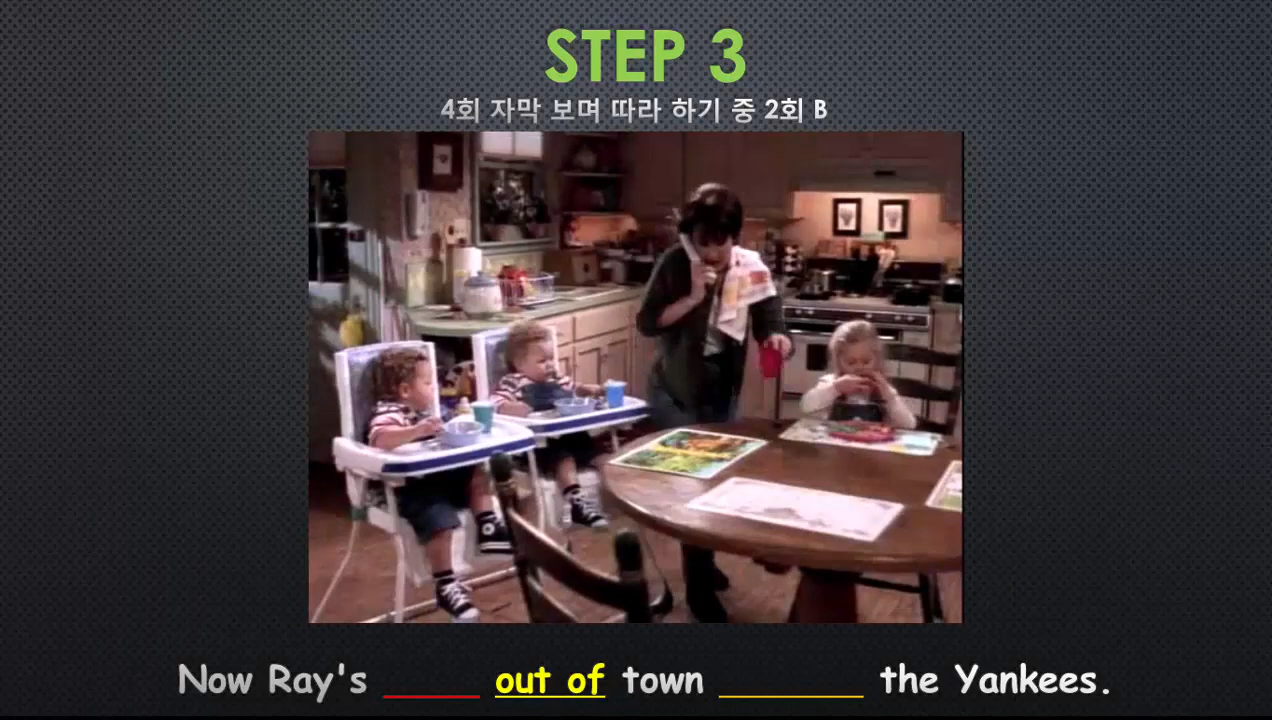 STEP 3
4회 자막 보며 따라 하기 중 2회 B
Now Ray's _____ out of town _______ the Yankees.